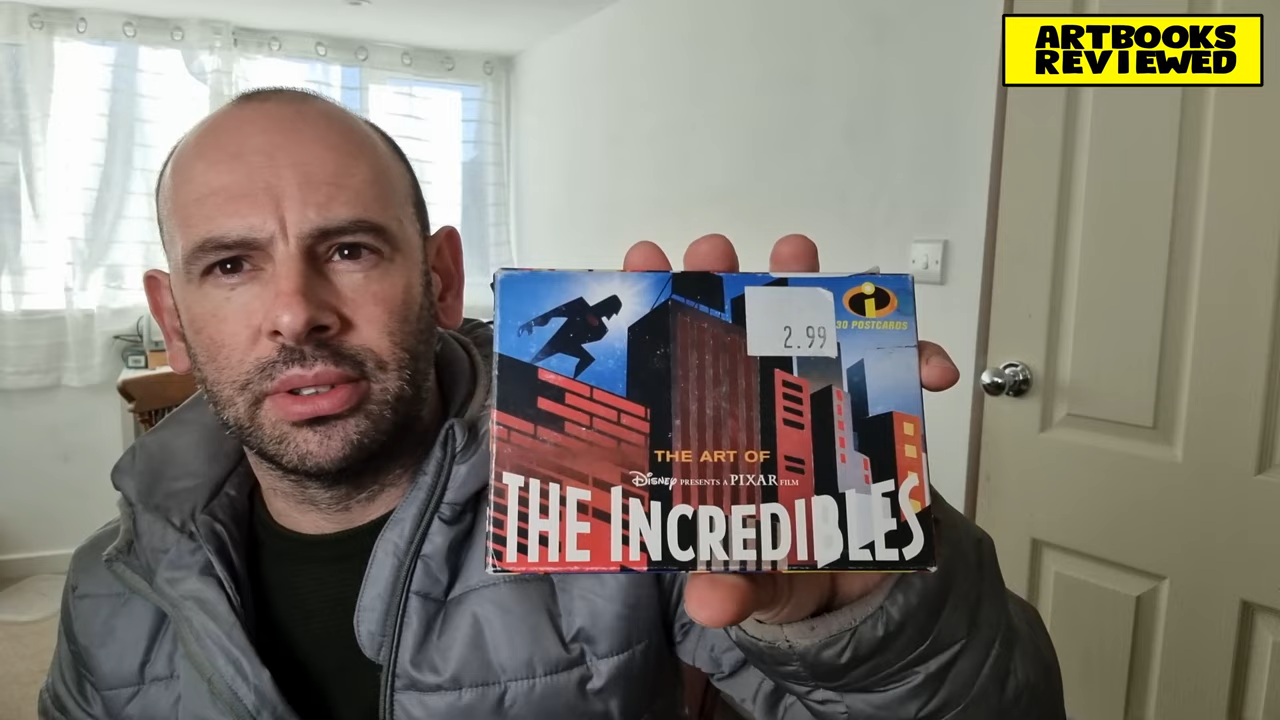 ARTBOOKS
REVIEWED
30 POSTCARDS
2.99
THE ART OF
DISNEY PRESENTS A PIXAR FILM
THE INCREDIBLES